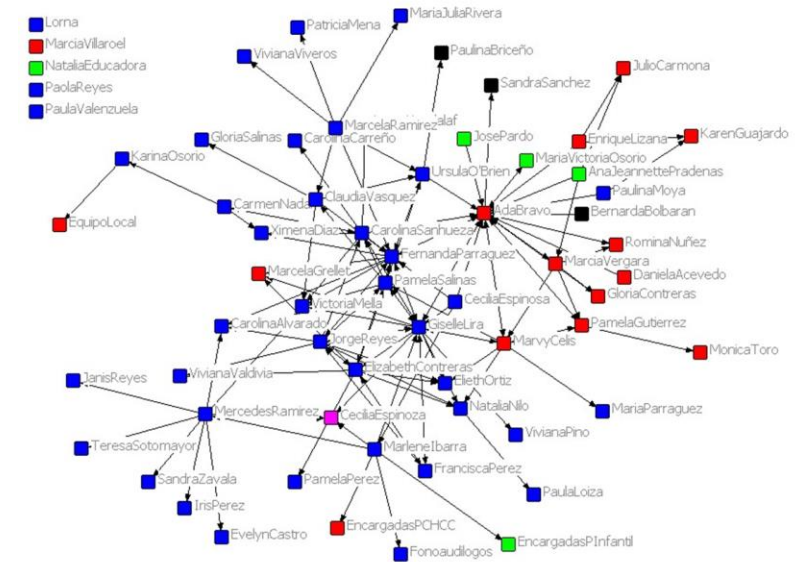 Lorna
MarciaVillaroel
NataliaEducadora
PaolaReyes
PaulaValenzuela
MariaJuliaRivera
PatriciaMena
VivianaViveros
PaulinaBriceño
JulioCarmona
SandraSanchez
MarcelaRamirez
GloriaSalinas
CarolinaCarreño
JosePardo
EnriqueLizana
KarenGuajardo
KarinaOsorio
MariaVictoriaOsorio
UrsulaO'Brien
AnaJeannettePradenas
PaulinaMoya
ClaudiaVasquez
CarmenNada
AdaBravo
BernardaBolbaran
EquipoLocal
XimenaDiaz
CarolinaSanhueza
RominaNuñez
FernandaParraguez
MarciaVergara
MarcelaGrellet
PamelaSalinas
DanielaAcevedo
GloriaContreras
VictoriaMella
CeciliaEspinosa
CarolinaAlvarado
GiselleLira
PamelaGutierrez
JorgeReyes
MarvyCelis
MonicaToro
JanisReyes
VivianaValdivia
ElizabethContreras
EliethOrtiz
MercedesRamirez
CeciliaEspinoza
NataliaNilo
MariaParraguez
VivianaPino
TeresaSotomayor
MarleneIbarra
SandraZavala
PamelaPerez
FranciscaPerez
PaulaLoiza
IrisPerez
EncargadasPCHCC
EvelynCastro
EncargadasPInfantil
Fonoaudilogos